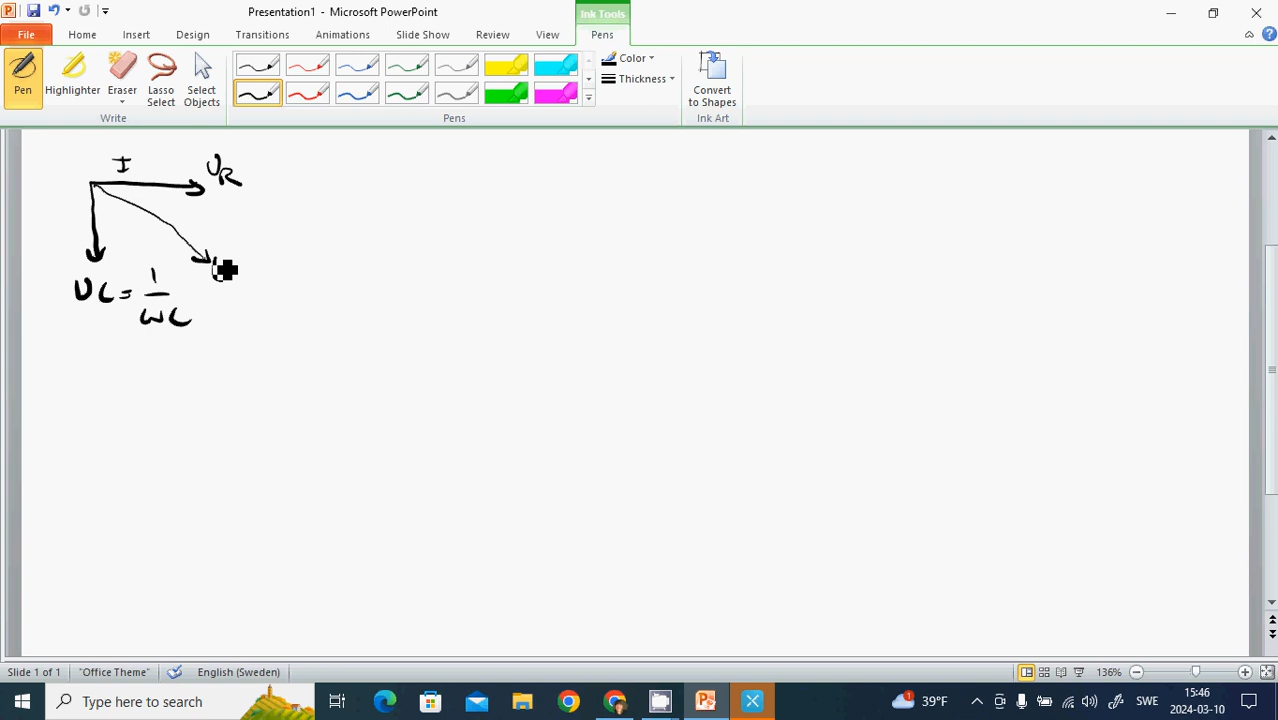 Presentation1 - Microsoft PowerPoint
Ink Tools
File Home Insert Design Transitions Animations Slide Show Review View Pens
Pen
Highlighter
Eraser
Lasso Select
Select Objects
Color
Thickness
Convert to Shapes
Write
Pens
Ink Art
I
UR
UC = 1/ωC
Slide 1 of 1 "Office Theme" English (Sweden) 136%
Type here to search
1
39°F
SWE
15:46
2024-03-10